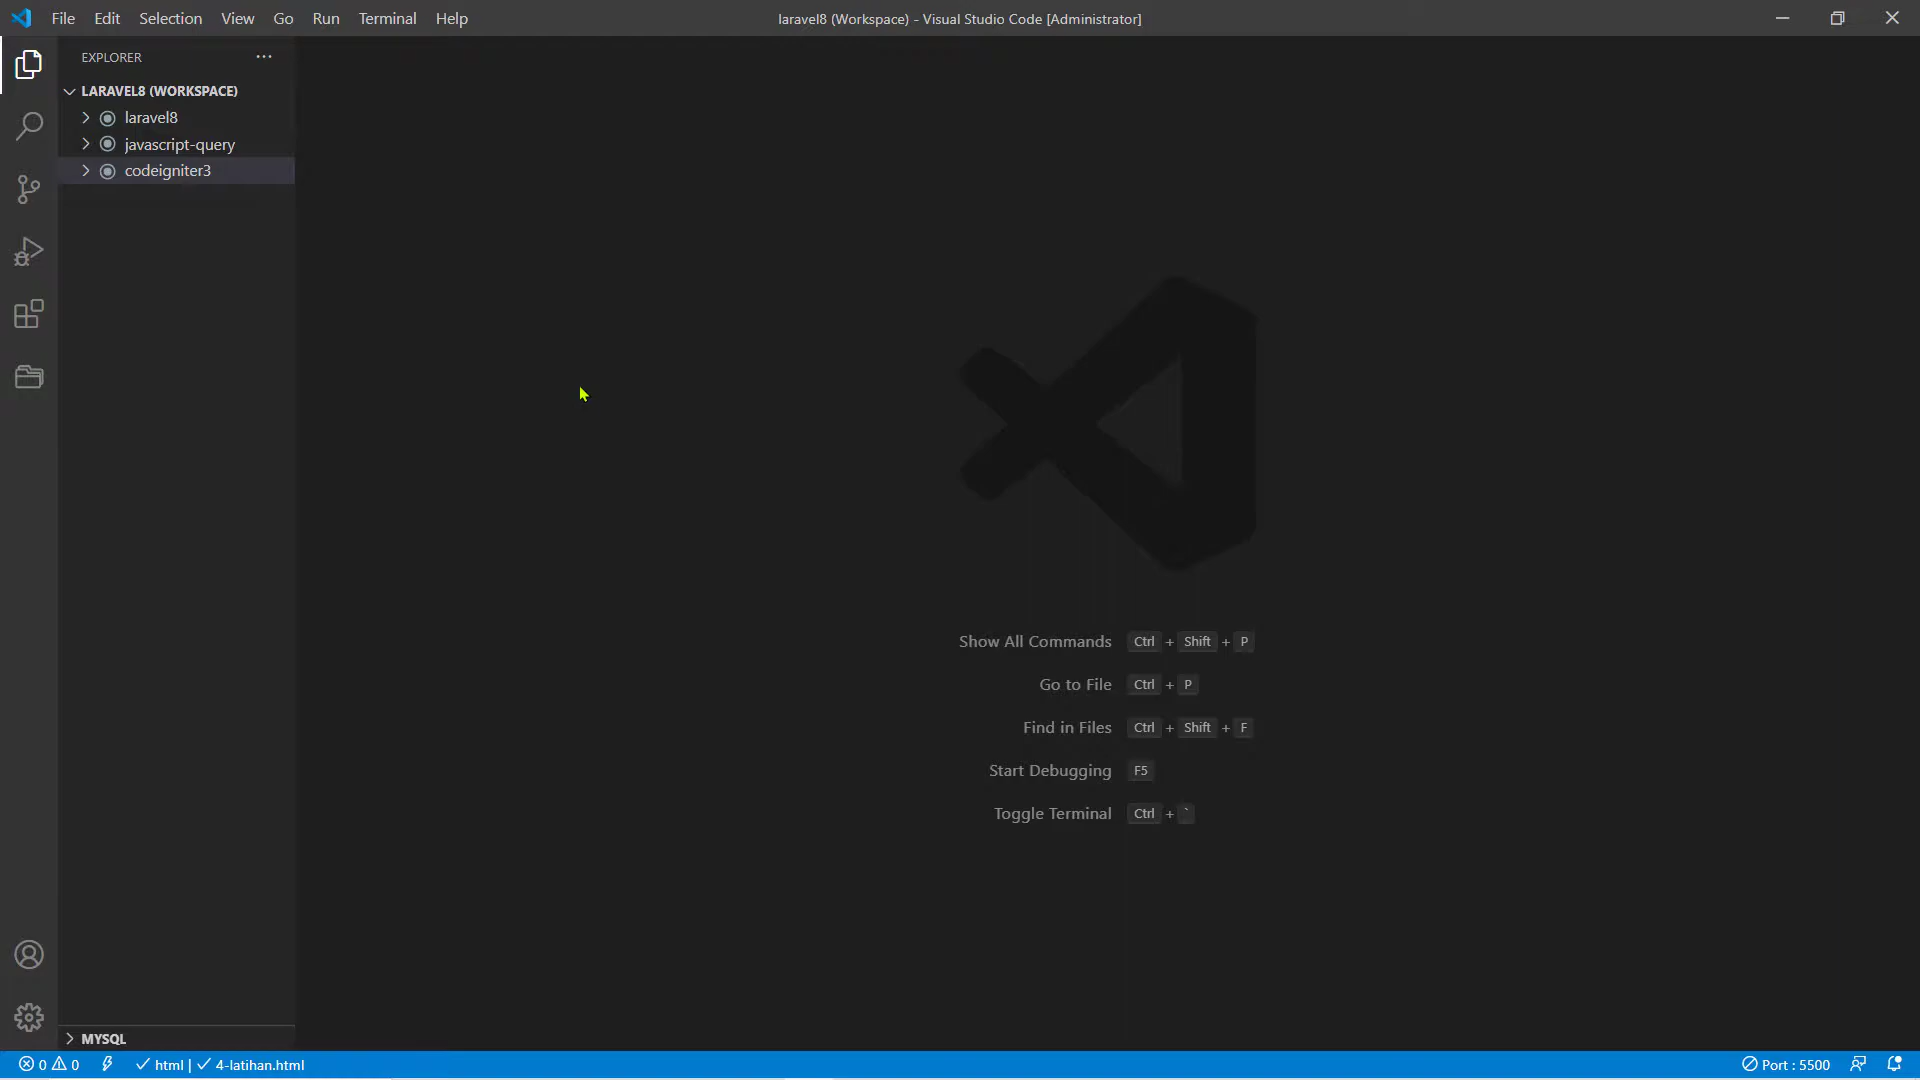 File Edit Selection View Go Run Terminal Help
laravel8 (Workspace) - Visual Studio Code [Administrator]
EXPLORER
LARAVEL8 (WORKSPACE)
laravel8
javascript-query
codeigniter3
Show All Commands Ctrl + Shift + P
Go to File Ctrl + P
Find in Files Ctrl + Shift + F
Start Debugging F5
Toggle Terminal Ctrl + `
MYSQL
0 0 html | 4-latihan.html Port : 5500